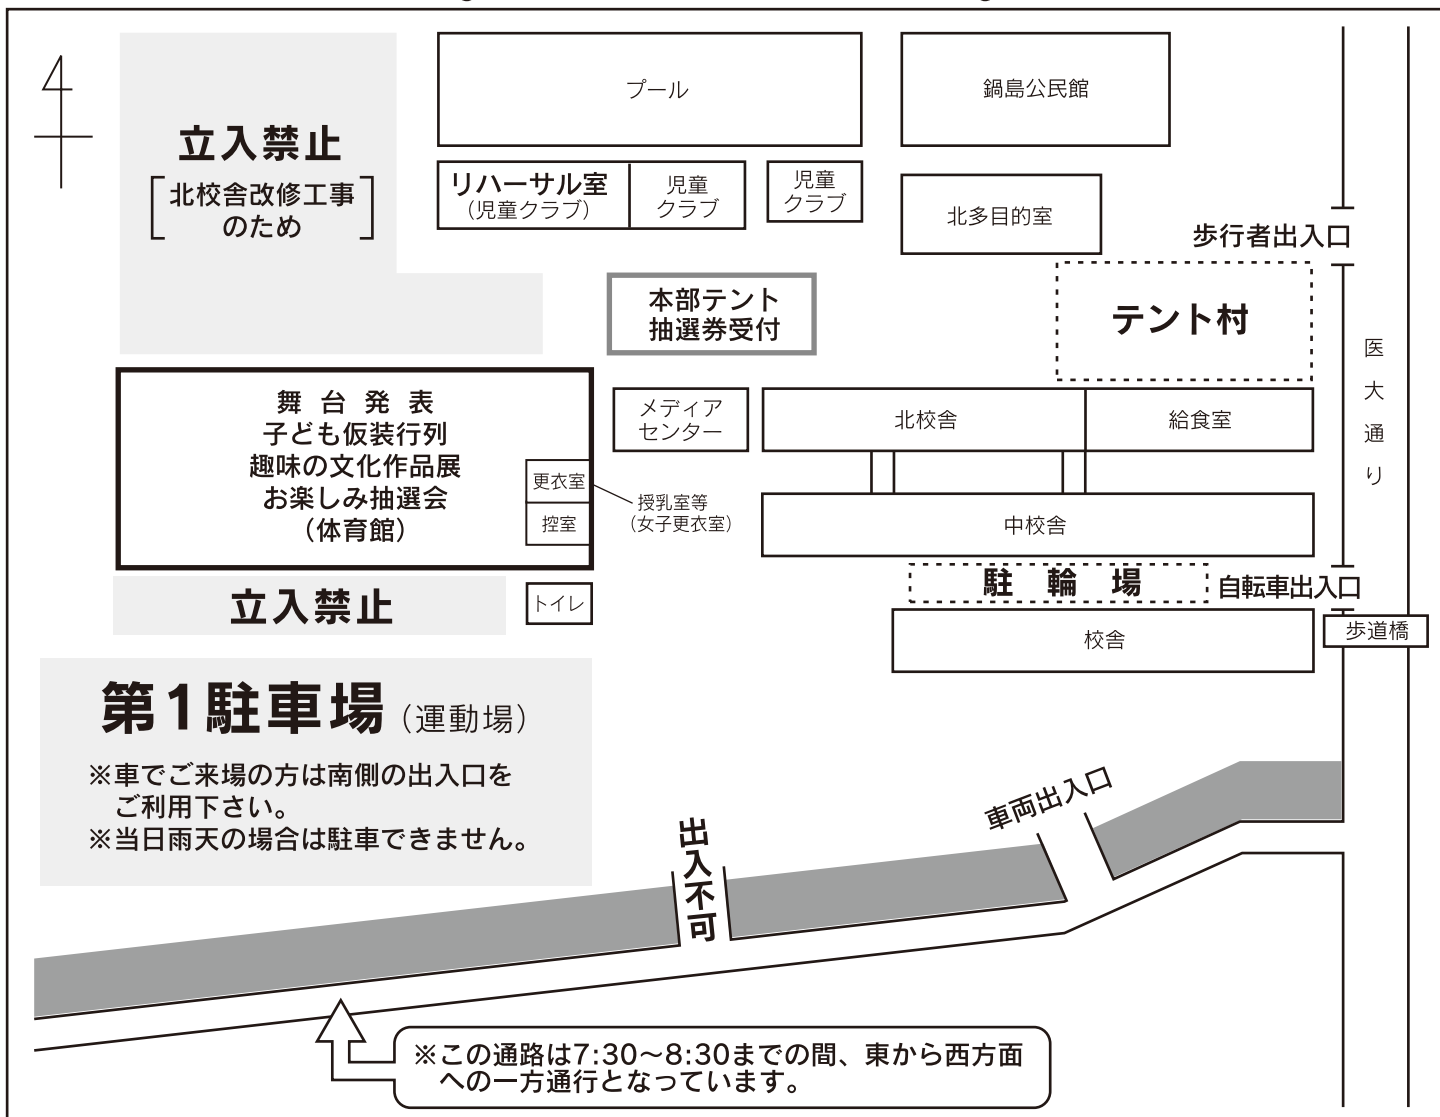 プール
鍋島公民館
立入禁止
北校舎改修工事
のため
リハーサル室
(児童クラブ)
児童
クラブ
児童
クラブ
北多目的室
歩行者出入口
本部テント
抽選券受付
テント村
医大通り
舞台発表
子ども仮装行列
趣味の文化作品展
お楽しみ抽選会
(体育館)
更衣室
控室
授乳室等
(女子更衣室)
メディア
センター
北校舎
給食室
中校舎
駐輪場
自転車出入口
立入禁止
トイレ
校舎
歩道橋
第1駐車場(運動場)
※車でご来場の方は南側の出入口を
ご利用下さい。
※当日雨天の場合は駐車できません。
出入不可
車両出入口
※この通路は7:30~8:30までの間、東から西方面
への一方通行となっています。